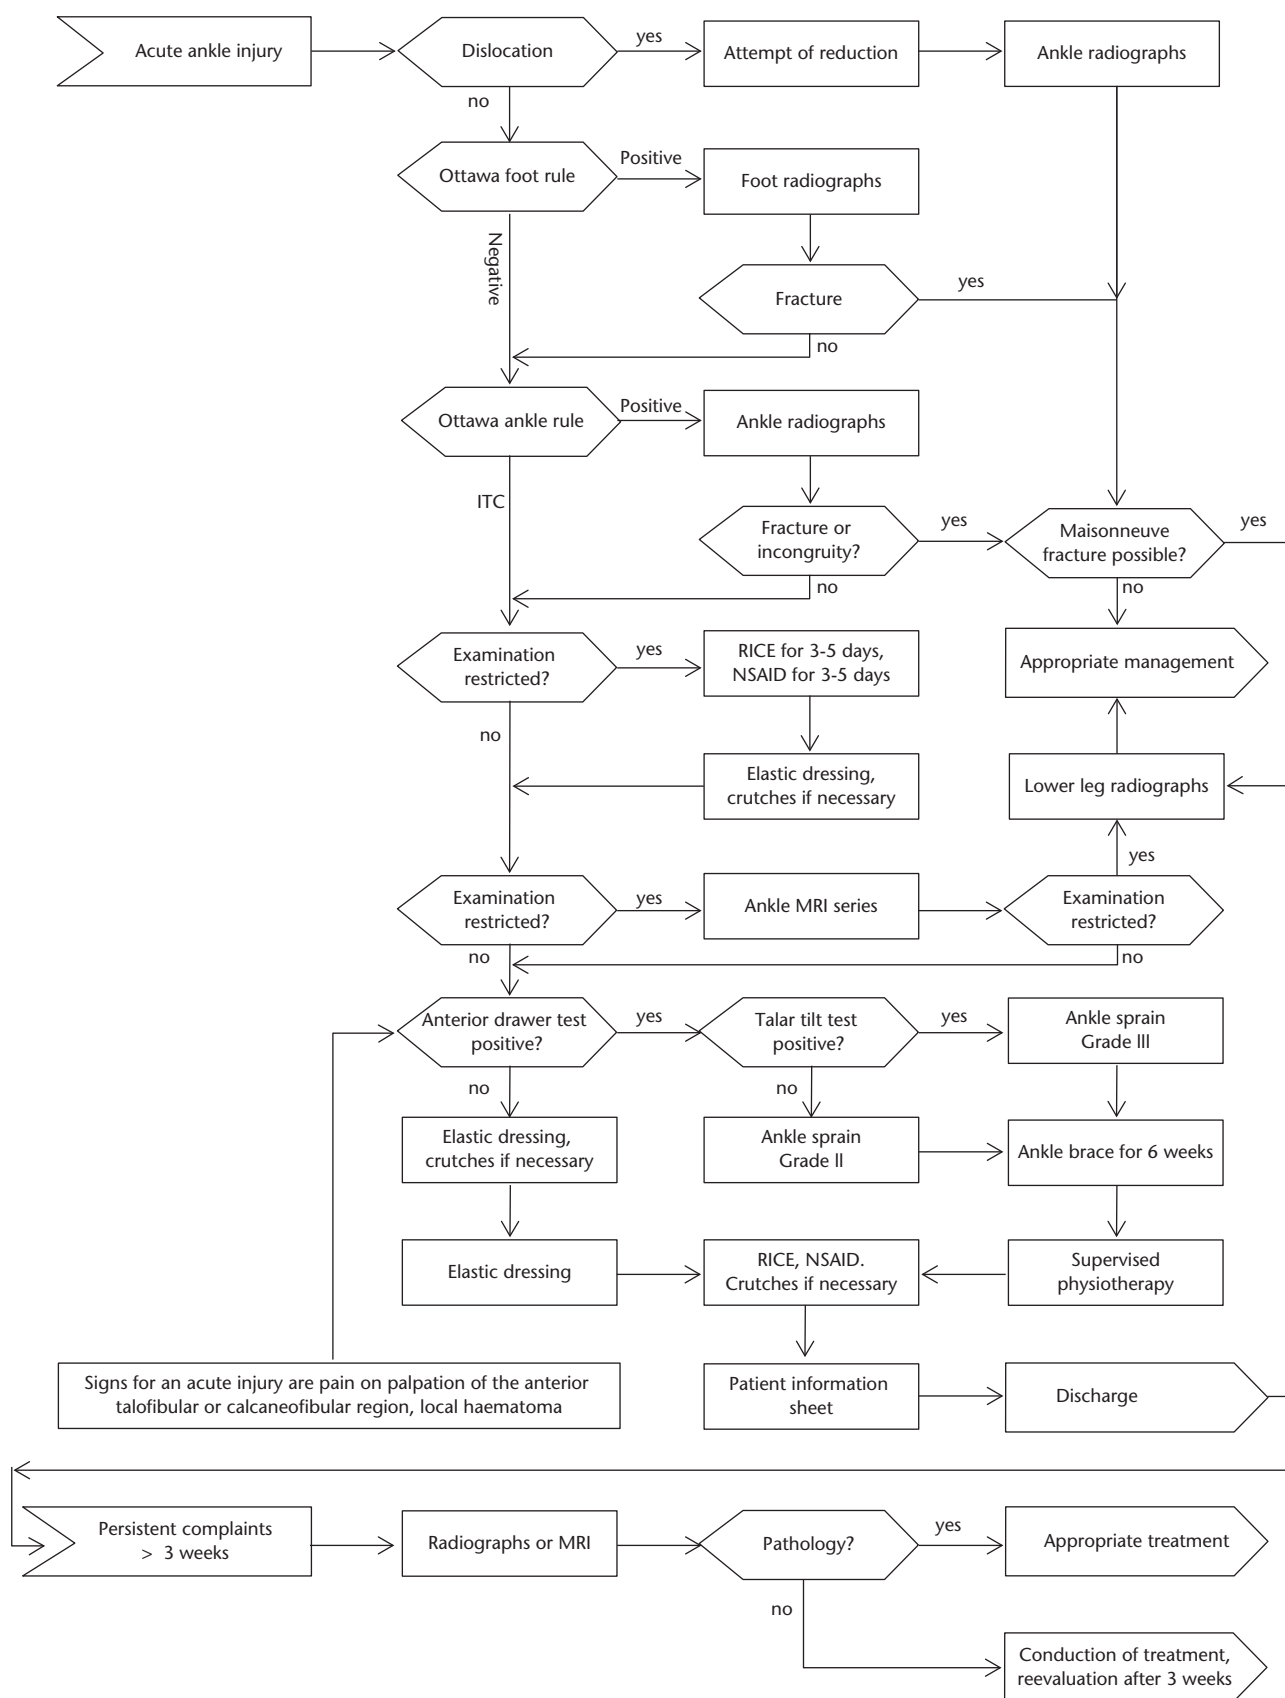 Acute ankle injury
Dislocation
yes
Attempt of reduction
Ankle radiographs
no
Ottawa foot rule
Positive
Foot radiographs
Negative
Fracture
yes
no
Ottawa ankle rule
Positive
Ankle radiographs
ITC
Fracture or
incongruity?
yes
Maisonneuve
fracture possible?
yes
no
no
Examination
restricted?
yes
RICE for 3-5 days,
NSAID for 3-5 days
Appropriate management
no
Elastic dressing,
crutches if necessary
Lower leg radiographs
yes
Examination
restricted?
yes
Ankle MRI series
Examination
restricted?
no
no
Anterior drawer test
positive?
yes
Talar tilt test
positive?
yes
Ankle sprain
Grade III
no
no
Elastic dressing,
crutches if necessary
Ankle sprain
Grade II
Ankle brace for 6 weeks
Elastic dressing
RICE, NSAID.
Crutches if necessary
Supervised
physiotherapy
Signs for an acute injury are pain on palpation of the anterior
talofibular or calcaneofibular region, local haematoma
Patient information
sheet
Discharge
Persistent complaints
> 3 weeks
Radiographs or MRI
Pathology?
yes
Appropriate treatment
no
Conduction of treatment,
reevaluation after 3 weeks